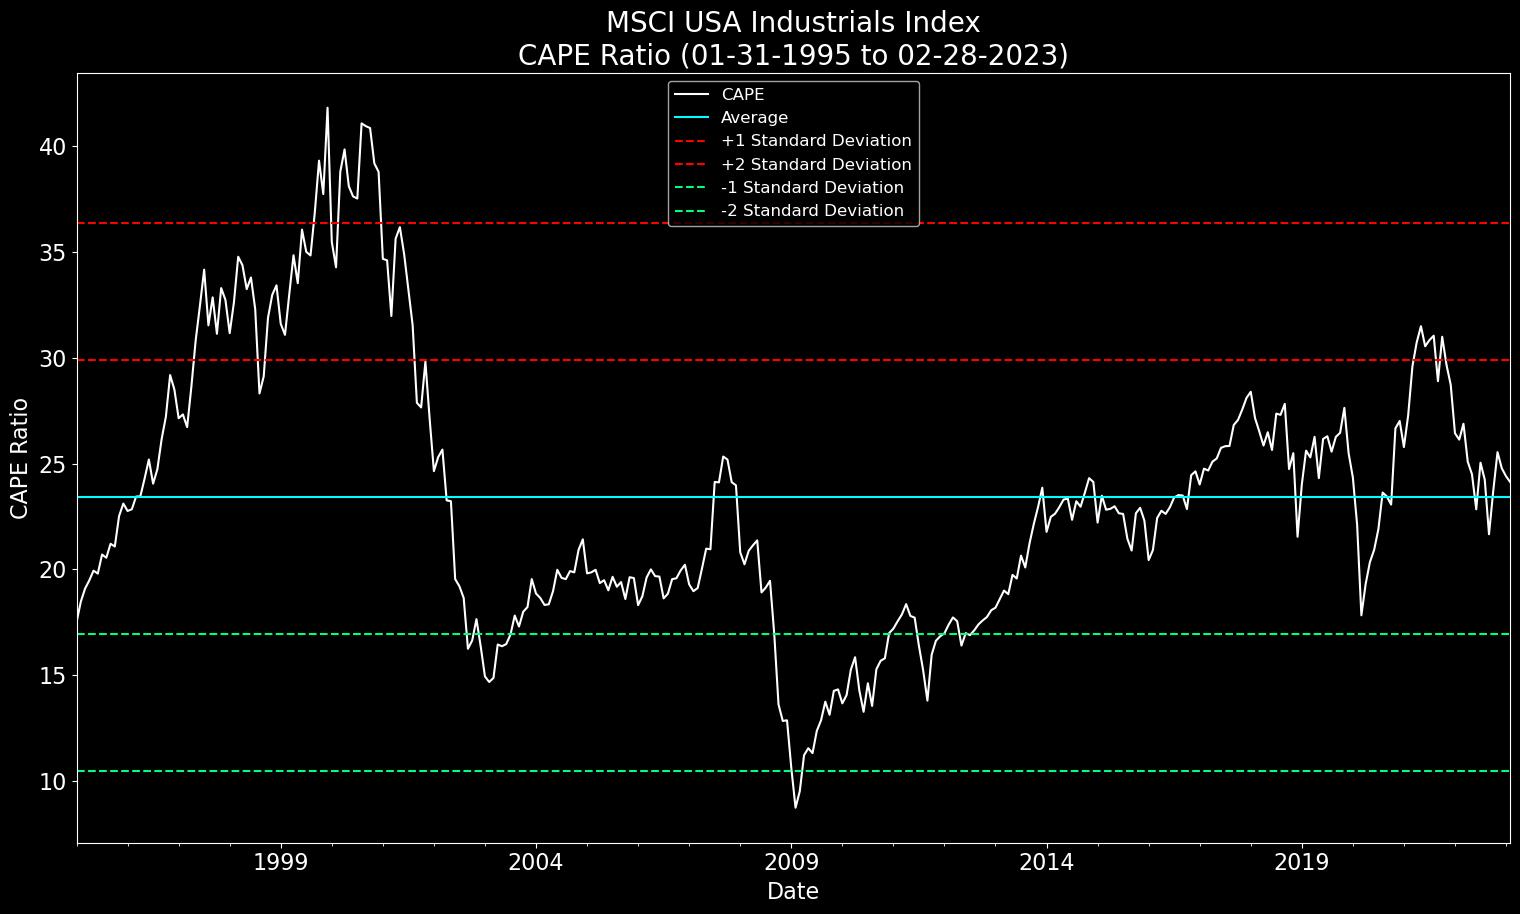 MSCI USA Industrials Index
CAPE Ratio (01-31-1995 to 02-28-2023)
CAPE
Average
+1 Standard Deviation
+2 Standard Deviation
-1 Standard Deviation
-2 Standard Deviation
CAPE Ratio
40
35
30
25
20
15
10
1999 2004 2009 2014 2019
Date